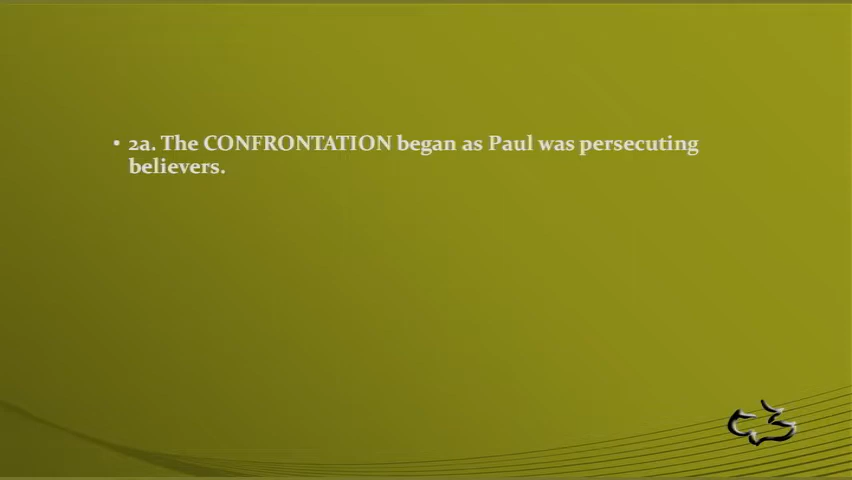 • 2a. The CONFRONTATION began as Paul was persecuting
believers.